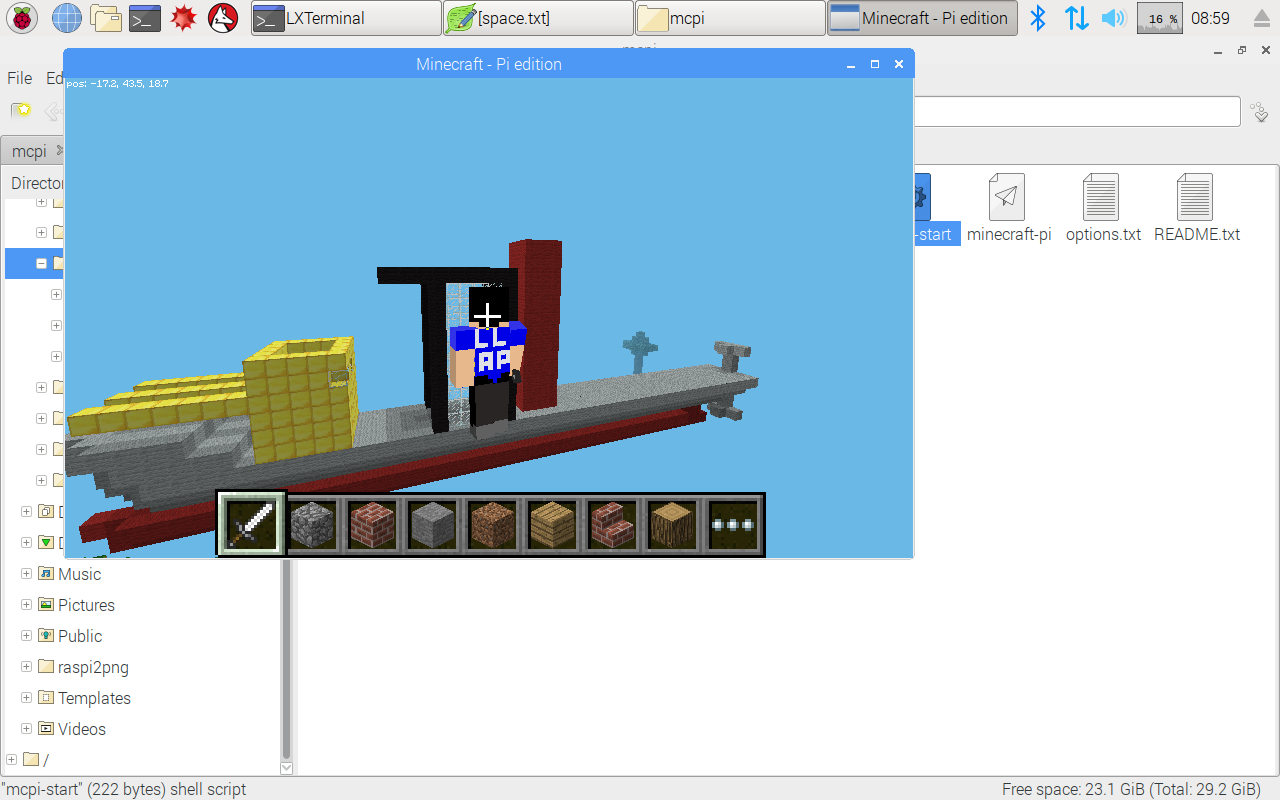 LXTerminal
[space.txt]
mcpi
Minecraft - Pi edition
16 %
08:59
Minecraft - Pi edition
File
Ed
pos: -17.2, 43.5, 18.7
mcpi
Director
-start
minecraft-pi
options.txt
README.txt
LL
AP
Music
Pictures
Public
raspi2png
Templates
Videos
/
"mcpi-start" (222 bytes) shell script
Free space: 23.1 GiB (Total: 29.2 GiB)